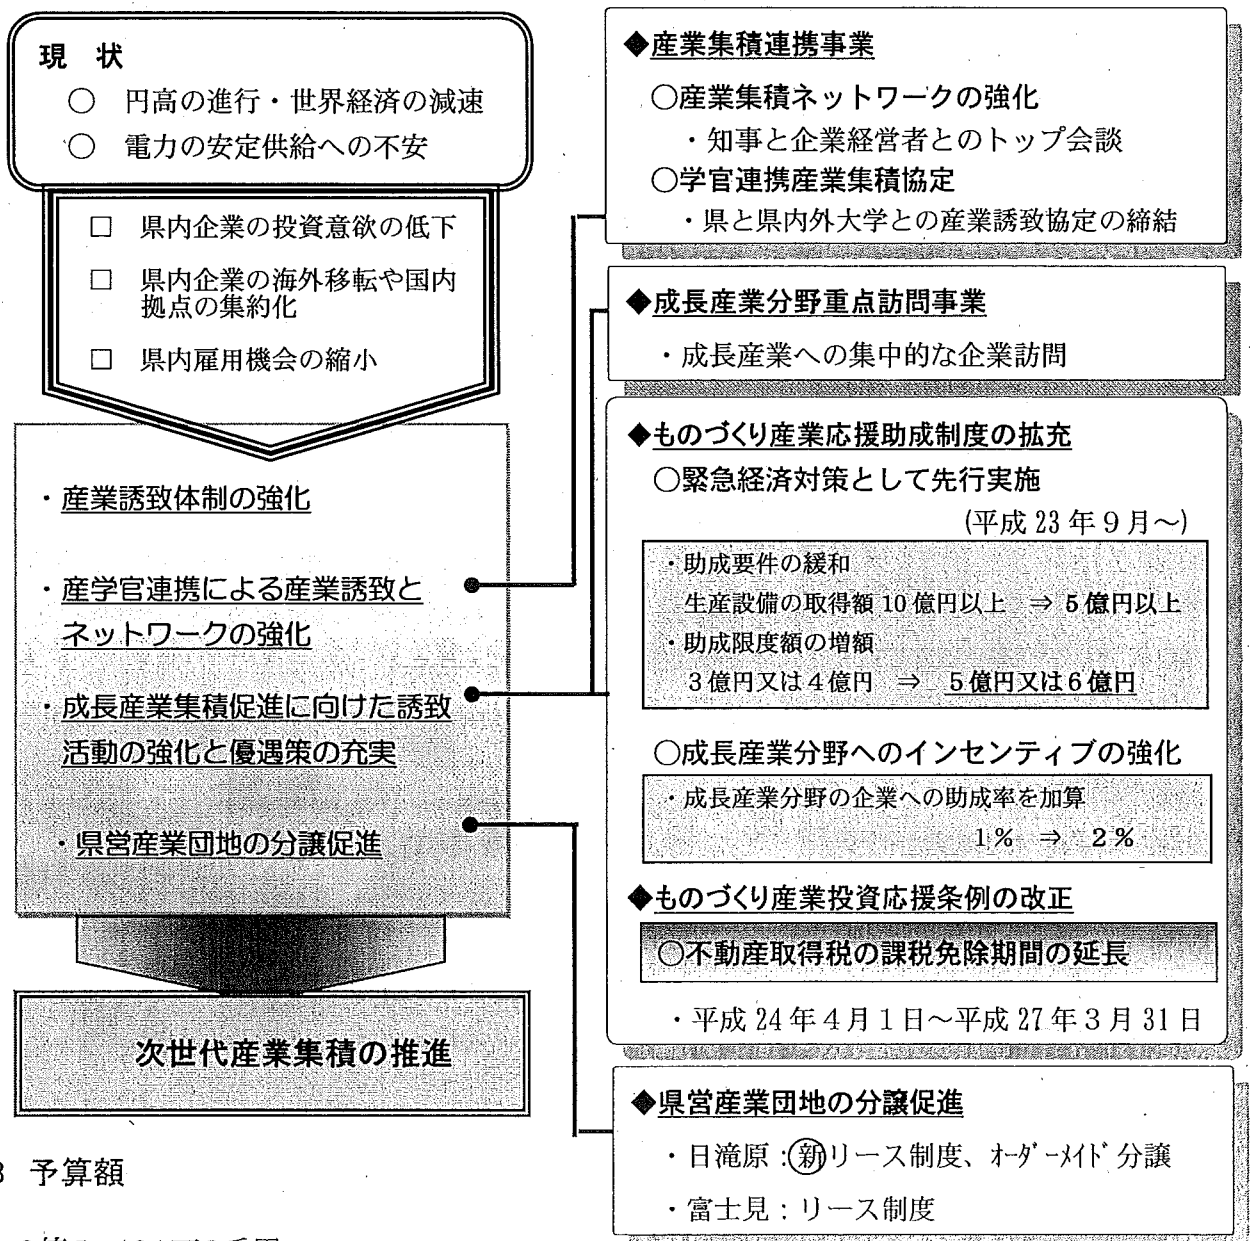 現 状
○ 円高の進行・世界経済の減速
○ 電力の安定供給への不安
□ 県内企業の投資意欲の低下
□ 県内企業の海外移転や国内
拠点の集約化
□ 県内雇用機会の縮小
・産業誘致体制の強化
・産学官連携による産業誘致と
ネットワークの強化
・成長産業集積促進に向けた誘致
活動の強化と優遇策の充実
・県営産業団地の分譲促進
次世代産業集積の推進
◆産業集積連携事業
○産業集積ネットワークの強化
・知事と企業経営者とのトップ会談
○学官連携産業集積協定
・県と県内外大学との産業誘致協定の締結
◆成長産業分野重点訪問事業
・成長産業への集中的な企業訪問
◆ものづくり産業応援助成制度の拡充
○緊急経済対策として先行実施
(平成 23 年 9 月～)
・助成要件の緩和
生産設備の取得額 10 億円以上 ⇒ 5 億円以上
・助成限度額の増額
3 億円又は 4 億円 ⇒ 5 億円又は 6 億円
○成長産業分野へのインセンティブの強化
・成長産業分野の企業への助成率を加算
1% ⇒ 2%
◆ものづくり産業投資応援条例の改正
○不動産取得税の課税免除期間の延長
・平成 24 年 4 月 1 日～平成 27 年 3 月 31 日
◆県営産業団地の分譲促進
・日滝原：㊟リース制度、オーダーメイド分譲
・富士見：リース制度
予算額